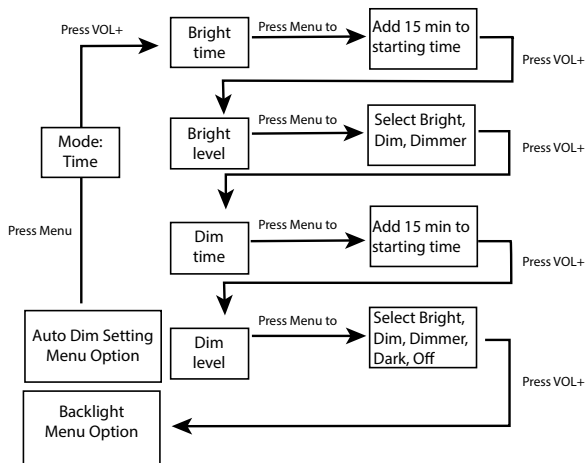 Press VOL+
Bright
time
Press Menu to
Add 15 min to
starting time
Press VOL+
Bright
level
Press Menu to
Select Bright,
Dim, Dimmer
Press VOL+
Mode:
Time
Press Menu
Dim
time
Press Menu to
Add 15 min to
starting time
Press VOL+
Auto Dim Setting
Menu Option
Dim
level
Press Menu to
Select Bright,
Dim, Dimmer,
Dark, Off
Press VOL+
Backlight
Menu Option